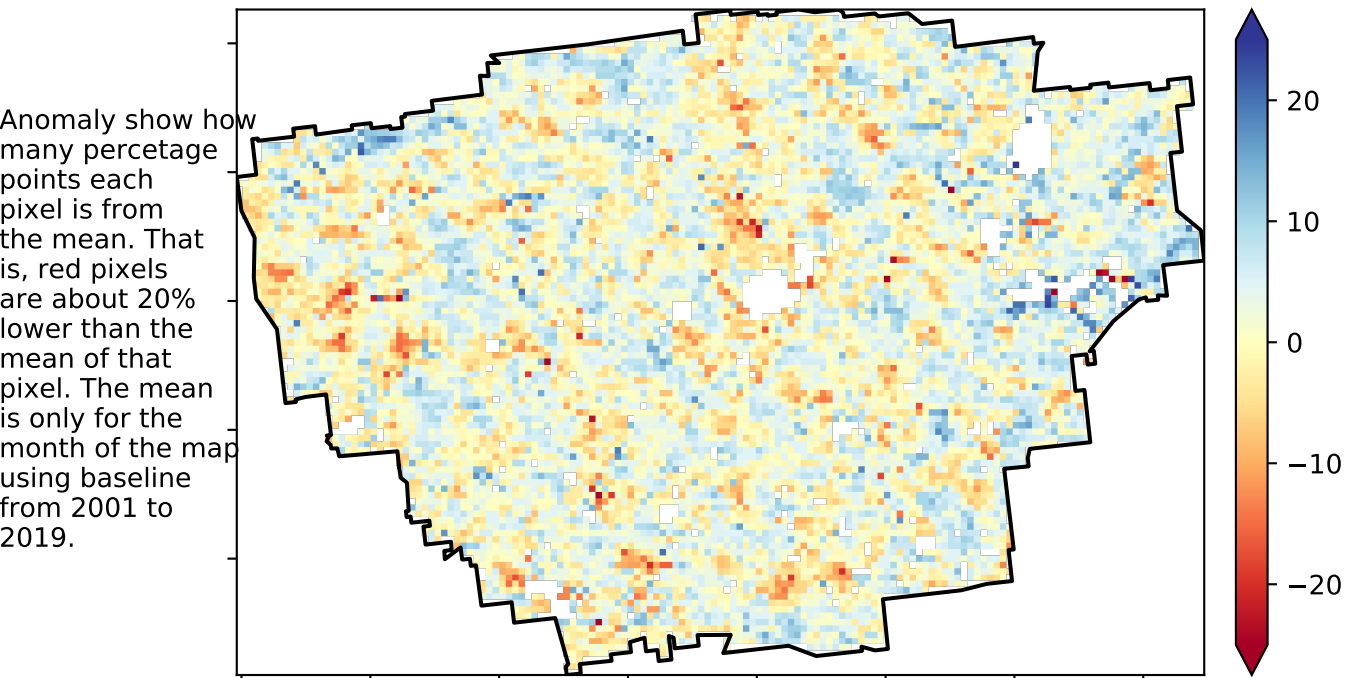 Anomaly show how
many percetage
points each
pixel is from
the mean. That
is, red pixels
are about 20%
lower than the
mean of that
pixel. The mean
is only for the
month of the map
using baseline
from 2001 to
2019.
20
10
0
−10
−20